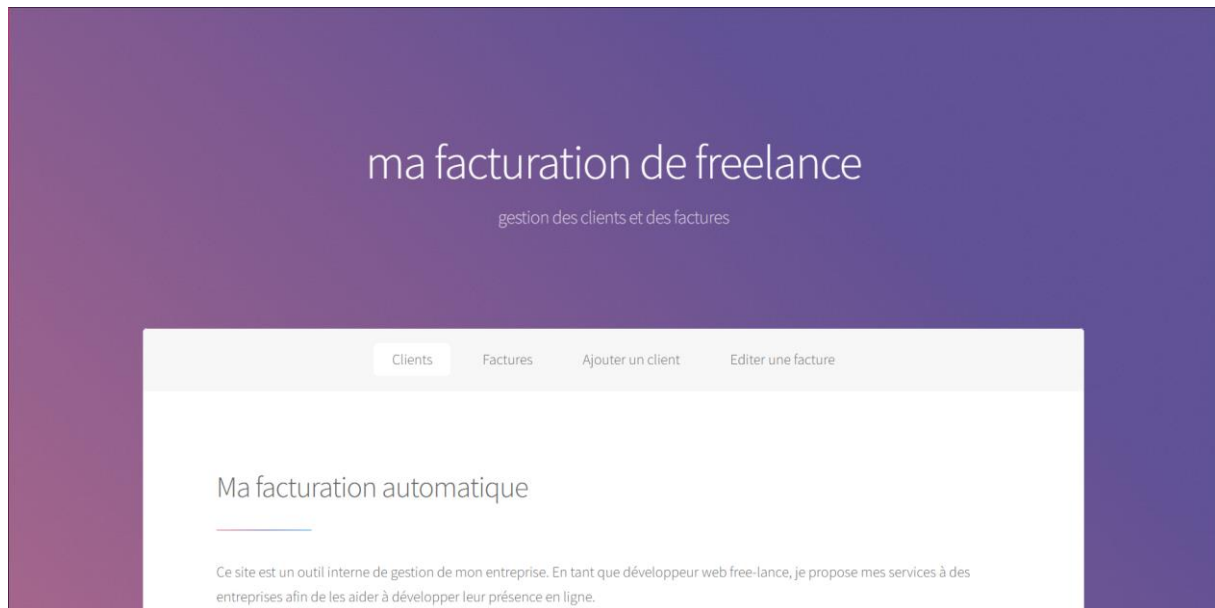 ma facturation de freelance
gestion des clients et des factures
Clients Factures Ajouter un client Editer une facture
Ma facturation automatique
Ce site est un outil interne de gestion de mon entreprise. En tant que développeur web free-lance, je propose mes services à des
entreprises afin de les aider à développer leur présence en ligne.